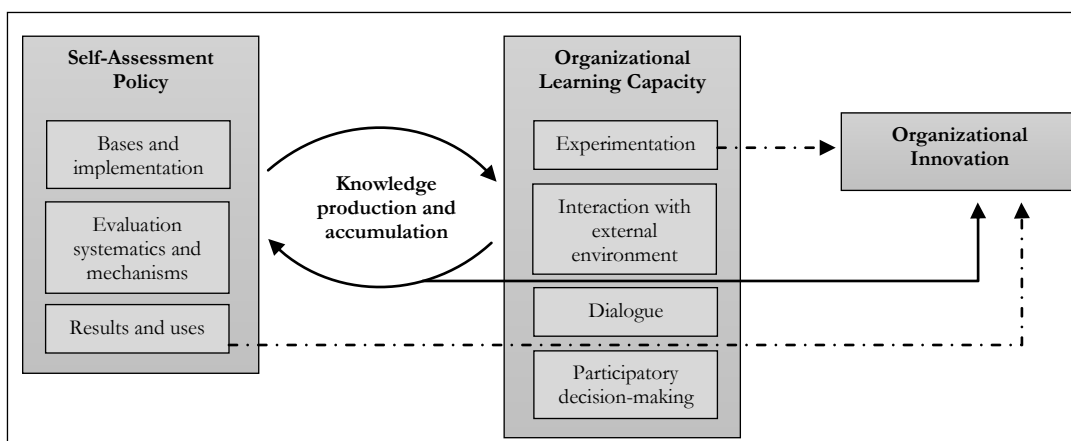 Self-Assessment
Policy
Bases and
implementation
Evaluation
systematics and
mechanisms
Results and uses
Knowledge
production and
accumulation
Organizational
Learning Capacity
Experimentation
Interaction with
external
environment
Dialogue
Participatory
decision-making
Organizational
Innovation